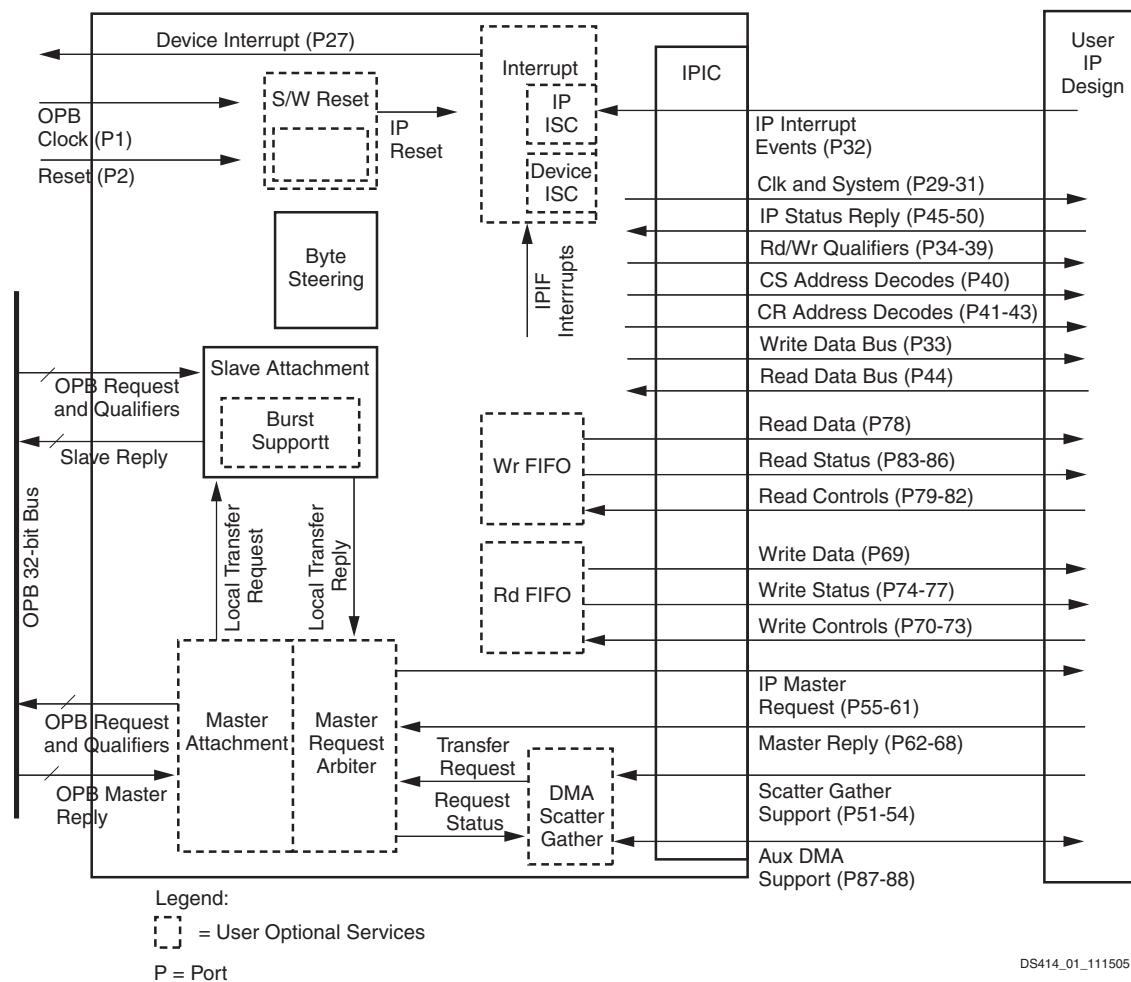 Device Interrupt (P27)
OPB
Clock (P1)
Reset (P2)
S/W Reset
IP
Reset
Interrupt
IP
ISC
Device
ISC
IPIF
Interrrupts
IPIC
User
IP
Design
Byte
Steering
IP Interrupt
Events (P32)
Clk and System (P29-31)
IP Status Reply (P45-50)
Rd/Wr Qualifiers (P34-39)
CS Address Decodes (P40)
CR Address Decodes (P41-43)
Write Data Bus (P33)
Read Data Bus (P44)
OPB 32-bit Bus
OPB Request
and Qualifiers
Slave Reply
Slave Attachment
Burst
Supportt
Wr FIFO
Read Data (P78)
Read Status (P83-86)
Read Controls (P79-82)
Local Transfer
Request
Local Transfer
Reply
Rd FIFO
Write Data (P69)
Write Status (P74-77)
Write Controls (P70-73)
OPB Request
and Qualifiers
OPB Master
Reply
Master
Attachment
Master
Request
Arbiter
Transfer
Request
Request
Status
DMA
Scatter
Gather
IP Master
Request (P55-61)
Master Reply (P62-68)
Scatter Gather
Support (P51-54)
Aux DMA
Support (P87-88)
Legend:
= User Optional Services
P = Port
DS414_01_111505